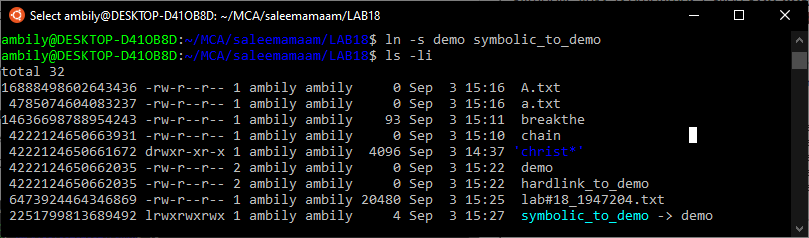 Select ambily@DESKTOP-D41OB8D: ~/MCA/saleemamaam/LAB18
ambily@DESKTOP-D41OB8D:~/MCA/saleemamaam/LAB18$ ln -s demo symbolic_to_demo
ambily@DESKTOP-D41OB8D:~/MCA/saleemamaam/LAB18$ ls -li
total 32
16888498602643436 -rw-r--r-- 1 ambily ambily     0 Sep  3 15:16  A.txt
 4785074604083237 -rw-r--r-- 1 ambily ambily     0 Sep  3 15:16  a.txt
14636698788954243 -rw-r--r-- 1 ambily ambily    93 Sep  3 15:11  breakthe
 4222124650663931 -rw-r--r-- 1 ambily ambily     0 Sep  3 15:10  chain
 4222124650661672 drwxr-xr-x 1 ambily ambily  4096 Sep  3 14:37 'christ*'
 4222124650662035 -rw-r--r-- 2 ambily ambily     0 Sep  3 15:22  demo
 4222124650662035 -rw-r--r-- 2 ambily ambily     0 Sep  3 15:22  hardlink_to_demo
 6473924464346869 -rw-r--r-- 1 ambily ambily 20480 Sep  3 15:25  lab#18_1947204.txt
 2251799813689492 lrwxrwxrwx 1 ambily ambily     4 Sep  3 15:27  symbolic_to_demo -> demo